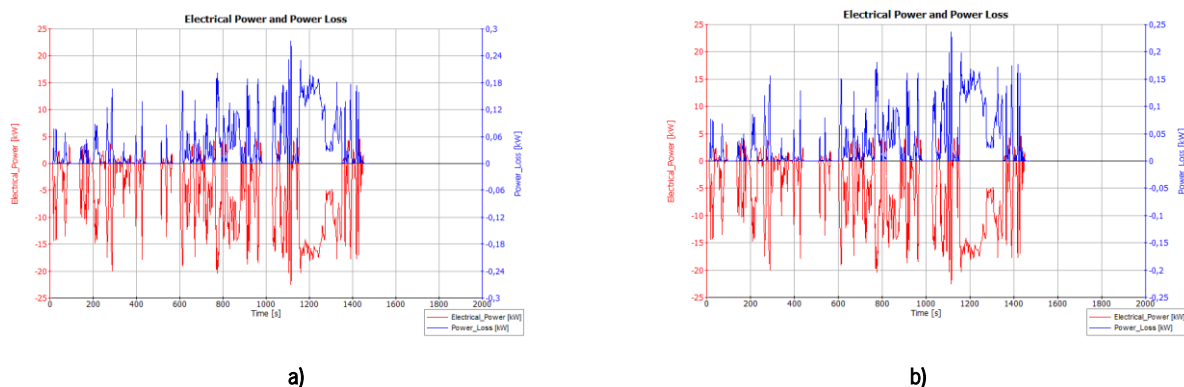 Electrical Power and Power Loss
Electrical_Power [kW]
25
20
15
10
5
0
-5
-10
-15
-20
-25
0,3
0,24
0,18
0,12
0,06
0
-0,06
-0,12
-0,18
-0,24
-0,3
Power_Loss [kW]
0 200 400 600 800 1000 1200 1400 1600 1800 2000
Time [s]
Electrical_Power [kW]
Power_Loss [kW]
a)
Electrical Power and Power Loss
Electrical_Power [kW]
25
20
15
10
5
0
-5
-10
-15
-20
-25
0,25
0,2
0,15
0,1
0,05
0
-0,05
-0,1
-0,15
-0,2
-0,25
Power_Loss [kW]
0 200 400 600 800 1000 1200 1400 1600 1800 2000
Time [s]
Electrical_Power [kW]
Power_Loss [kW]
b)